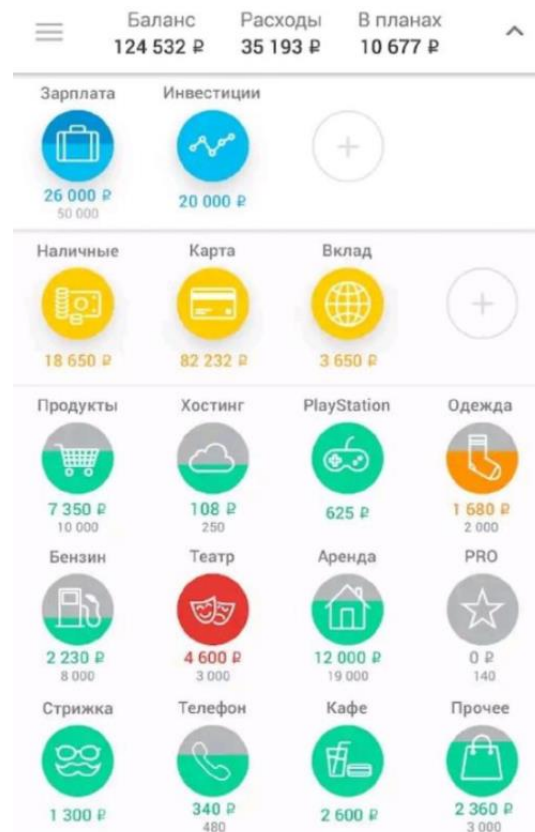 Баланс Расходы В планах
124 532 ₽ 35 193 ₽ 10 677 ₽
Зарплата Инвестиции
26 000 ₽ 20 000 ₽
50 000
Наличные Карта Вклад
18 650 ₽ 82 232 ₽ 3 650 ₽
Продукты Хостинг PlayStation Одежда
7 350 ₽ 108 ₽ 625 ₽ 1 680 ₽
10 000 250 2 000
Бензин Театр Аренда PRO
2 230 ₽ 4 600 ₽ 12 000 ₽ 0 ₽
8 000 3 000 19 000 140
Стрижка Телефон Кафе Прочее
1 300 ₽ 340 ₽ 2 600 ₽ 2 360 ₽
480 3 000